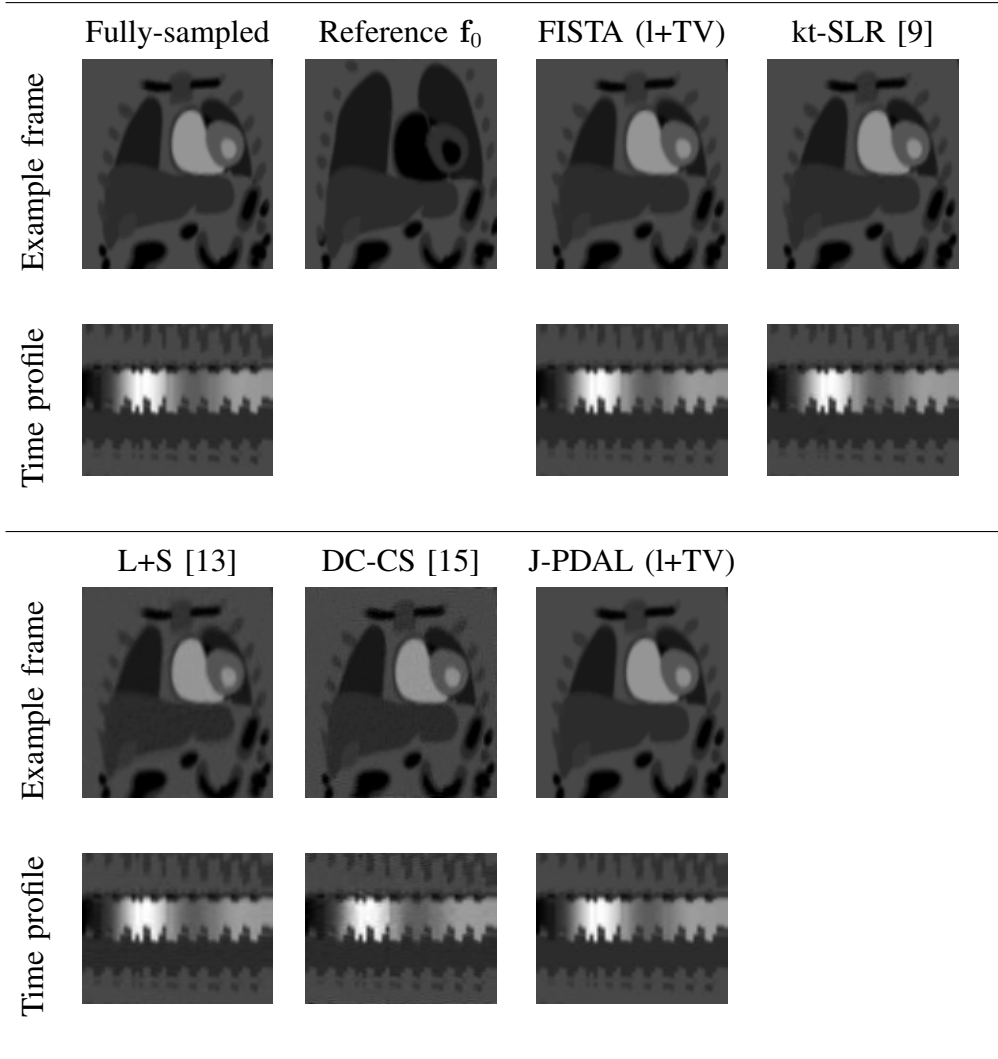 Fully-sampled Reference f₀ FISTA (l+TV) kt-SLR [9]
Example frame
Time profile
L+S [13] DC-CS [15] J-PDAL (l+TV)
Example frame
Time profile